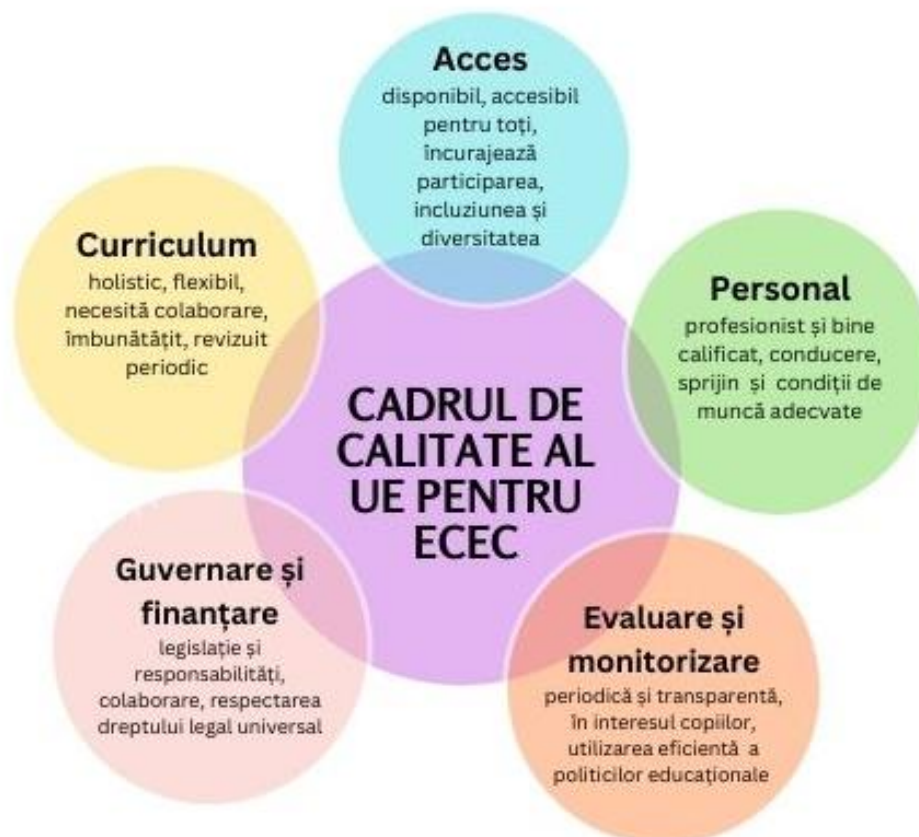 Acces
disponibil, accesibil
pentru toți,
încurajează
participarea,
incluziunea și
diversitatea
Curriculum
holistic, flexibil,
necesită colaborare,
îmbunătățit, revizuit
periodic
Personal
profesionist și bine
calificat, conducere,
sprijin și condiții de
muncă adecvate
CADRUL DE
CALITATE AL
UE PENTRU
ECEC
Guvernare și
finanțare
legislație și
responsabilități,
colaborare, respectarea
dreptului legal universal
Evaluare și
monitorizare
periodică și transparentă,
în interesul copiilor,
utilizarea eficientă a
politicilor educaționale